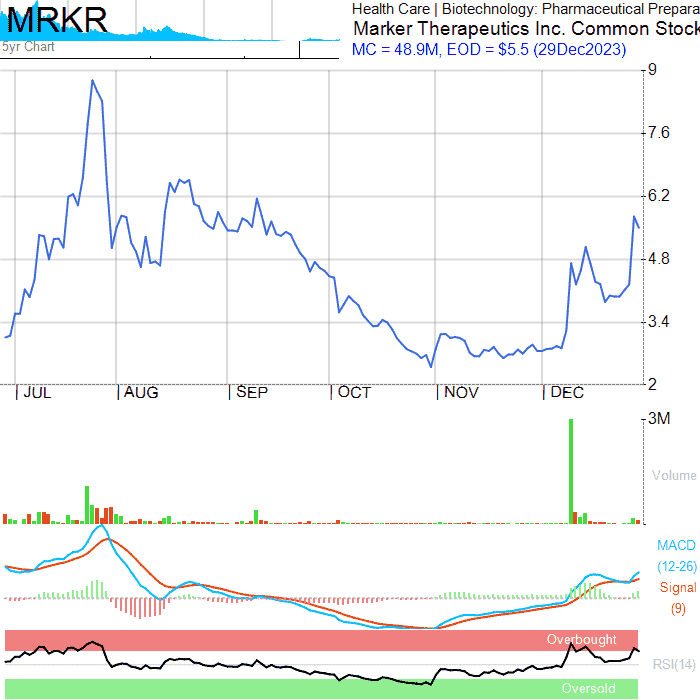 MRKR
5yr Chart
Health Care | Biotechnology: Pharmaceutical Prepara
Marker Therapeutics Inc. Common Stock
MC = 48.9M, EOD = $5.5 (29Dec2023)
9
7.6
6.2
4.8
3.4
2
JUL
AUG
SEP
OCT
NOV
DEC
3M
Volume
MACD
(12-26)
Signal
(9)
Overbought
RSI(14)
Oversold